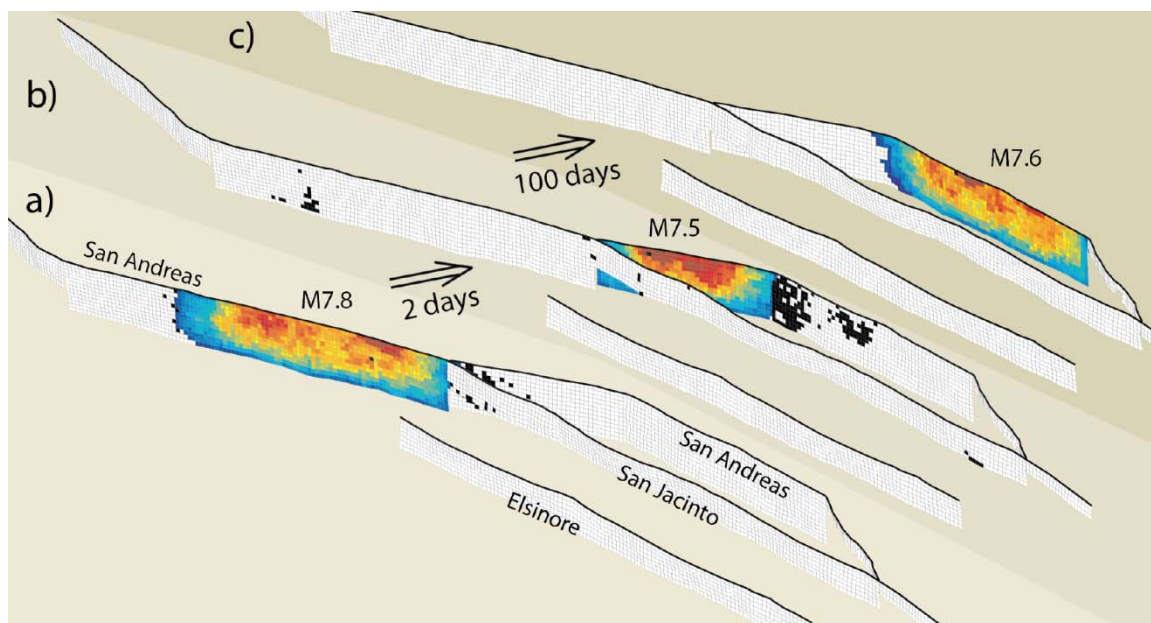 c)
b)
M7.6
100 days
a)
M7.5
San Andreas
M7.8
2 days
San Andreas
San Jacinto
Elsinore